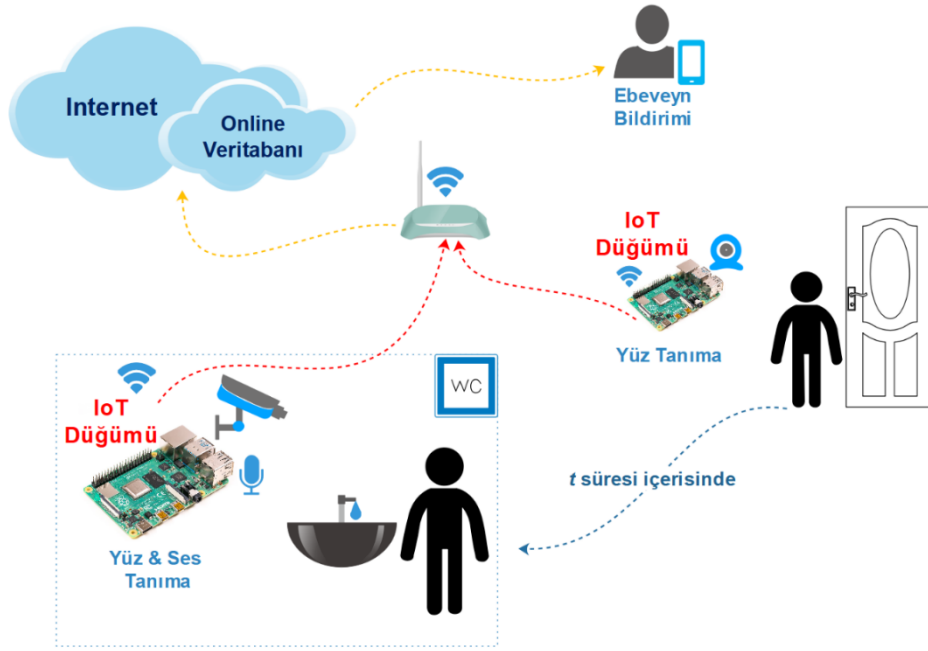 Internet
Online
Veritabanı
Ebeveyn
Bildirimi
IoT
Düğümü
Yüz Tanıma
WC
IoT
Düğümü
t süresi içerisinde
Yüz & Ses
Tanıma